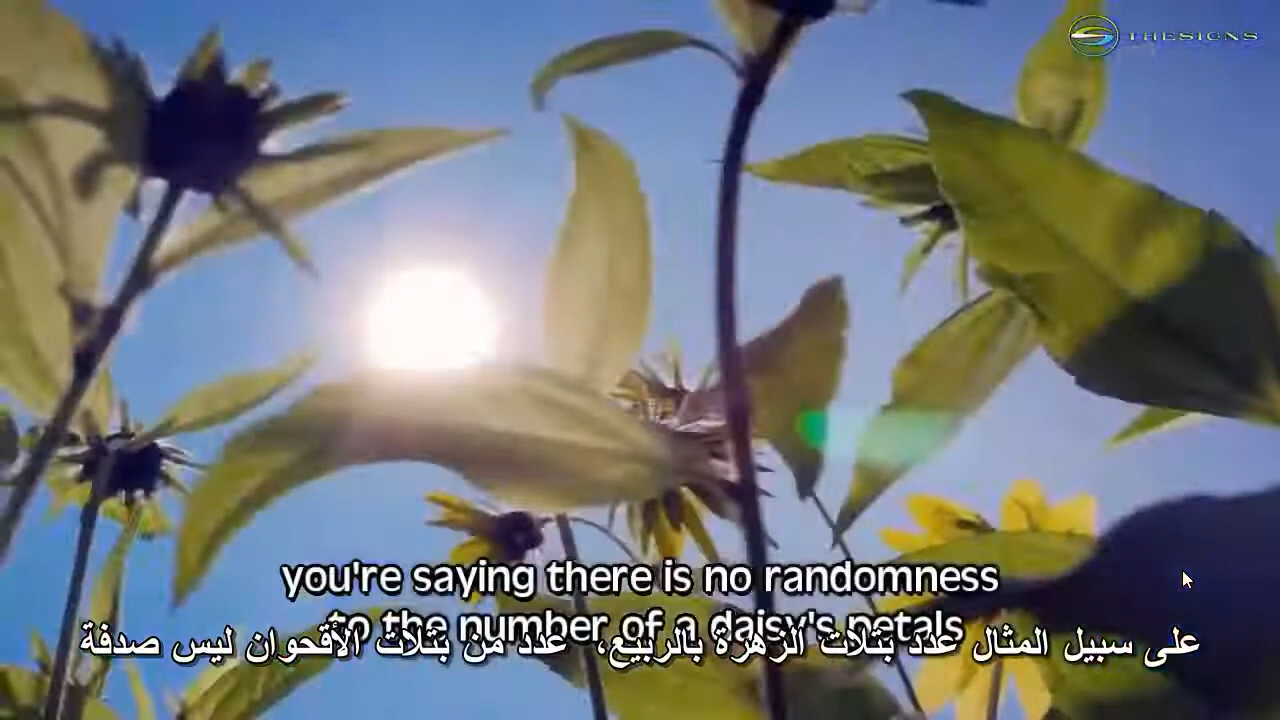 THESIGNS
you're saying there is no randomness
to the number of a daisy's petals
على سبيل المثال عدد بتلات الزهرة بالربيع، عدد من بتلات الأقحوان ليس صدفة